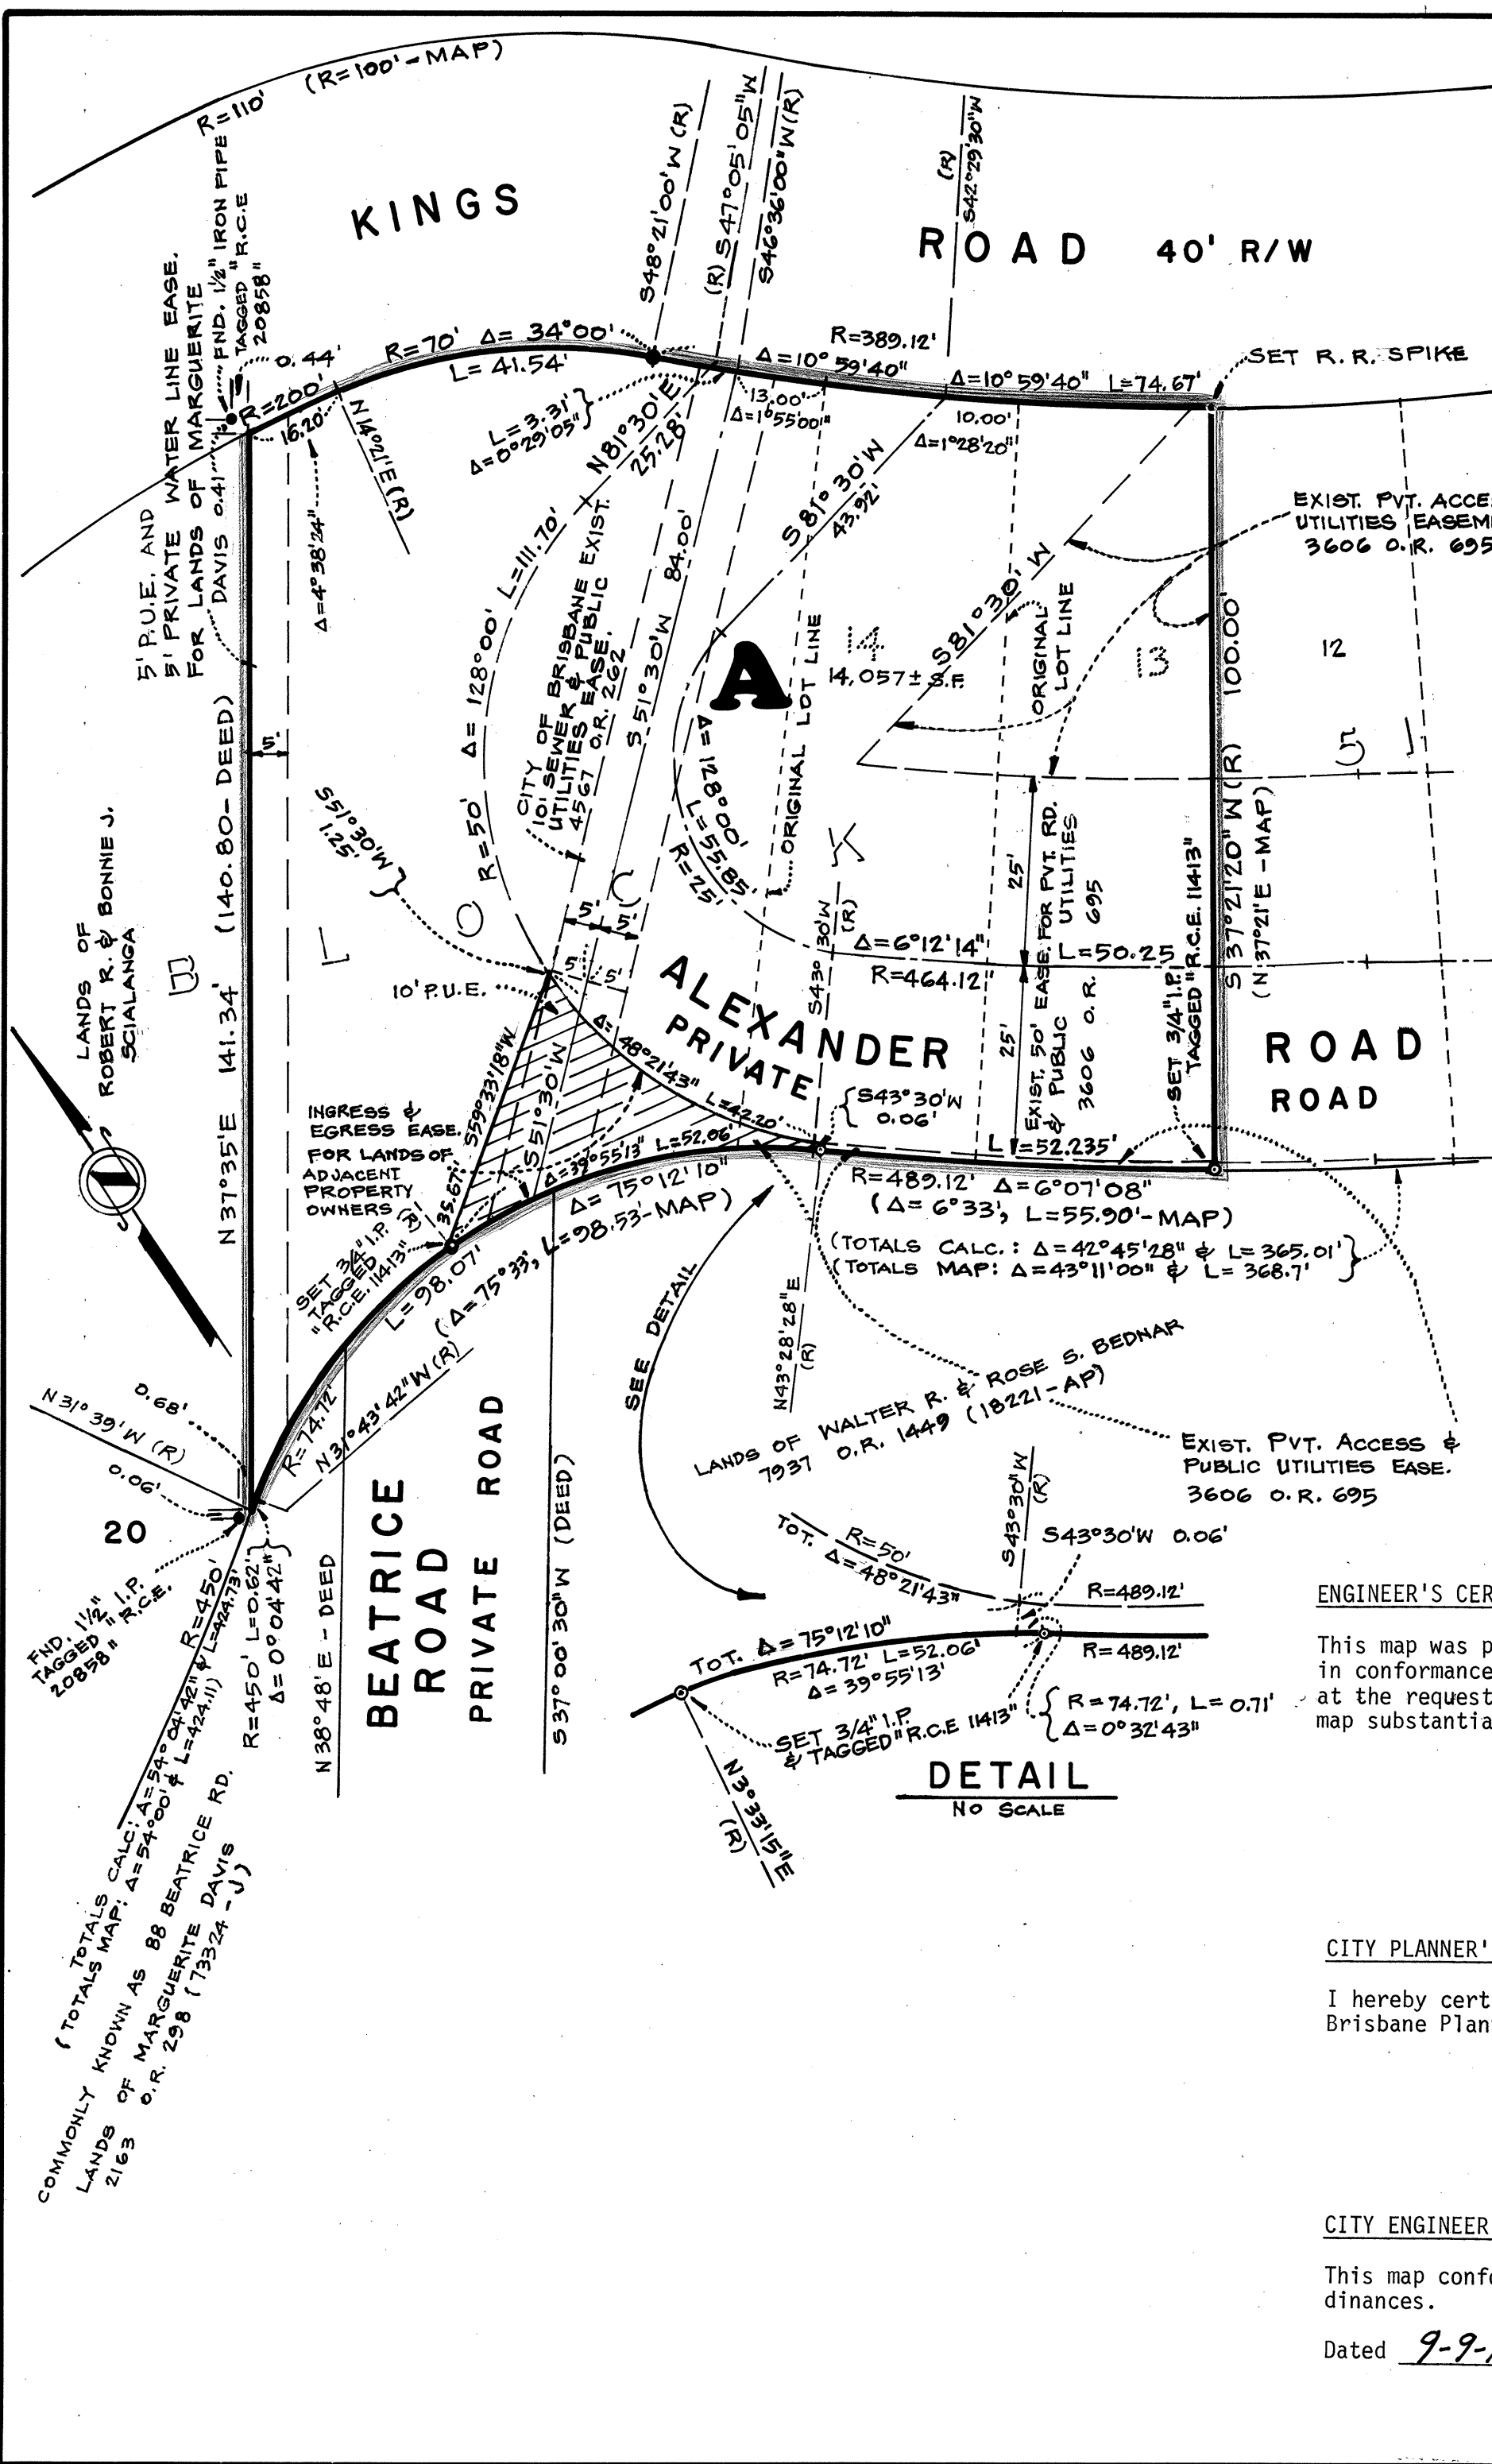 (R=100'-MAP)
R=110'
KINGS
ROAD 40' R/W
S48°21'00"W (R)
(R) S47°05'05"W
S46°36'00"W(R)
(R)
S42°29'30"W
5' P.U.E. AND
5' PRIVATE WATER LINE EASE.
FOR LANDS OF MARGUERITE
DAVIS
FND. 1½" IRON PIPE
TAGGED "R.C.E
20858"
0.41'
0.44'
R=200'
16.20'
Δ=4°38'24"
N14°21'E(R)
R=70' Δ= 34°00'
L= 41.54'
L=3.31'
Δ=0°29'05"
R=389.12'
Δ=10°59'40"
13.00'
Δ=1°55'00"
Δ=10°59'40" L=74.67'
10.00'
Δ=1°28'20"
SET R.R. SPIKE
N81°30'E
25.28'
S81°30'W
43.92'
S81°30'W
R=50' Δ= 128°00' L=111.70'
CITY OF BRISBANE EXIST.
10' SEWER & PUBLIC
UTILITIES EASE.
4567 O.R. 262
S51°30'W 84.00'
A
14
14,057± S.F.
13
12
ORIGINAL LOT LINE
ORIGINAL
LOT LINE
EXIST. PVT. ACCE
UTILITIES EASEM
3606 O.R. 695
Δ=128°00'
L=55.85'
R=25'
B L O C K
5
S37°21'20"W(R) 100.00'
(N37°21'E-MAP)
LANDS OF
ROBERT R. & BONNIE J.
SCIALANGA
N37°35'E 141.34' (140.80-DEED)
5'
S51°30'W
1.25'
10' P.U.E.
5'
5'
5'
5'
S43°30'W
(R)
Δ=6°12'14"
R=464.12'
L=50.25
25'
25'
EXIST. 50' EASE. FOR PVT. RD.
& PUBLIC UTILITIES
3606 O.R. 695
SET 3/4" I.P.
TAGGED "R.C.E. 11413"
ALEXANDER
PRIVATE
ROAD
ROAD
Δ= 48°21'43"
L=42.20'
S43°30'W
0.06'
S59°33'18"W
35.67'
S51°30'W
INGRESS &
EGRESS EASE.
FOR LANDS OF
ADJACENT
PROPERTY
OWNERS
(R)
SET 3/4" I.P.
TAGGED
"R.C.E. 11413"
Δ=39°55'13" L=52.06'
Δ= 75°12'10"
L= 98.07'
(Δ=75°33', L=98.53'-MAP)
R=74.72'
N31°43'42"W(R)
L=52.235'
R=489.12' Δ=6°07'08"
(Δ= 6°33', L=55.90'-MAP)
(TOTALS CALC.: Δ=42°45'28" & L= 365.01'
(TOTALS MAP: Δ=43°11'00" & L= 368.7'
SEE DETAIL
N43°28'28"E
(R)
LANDS OF WALTER R. & ROSE S. BEDNAR
7937 O.R. 1449 (18221-AP)
EXIST. PVT. ACCESS &
PUBLIC UTILITIES EASE.
3606 O.R. 695
N31°39'W (R)
0.68'
0.06'
20
FND. 1½" I.P.
TAGGED "R.C.E.
20858"
R=450'
R=450' L=0.62'
Δ=0°04'42"
TOTALS CALC: Δ=54°04'42" & L=424.73'
(TOTALS MAP: Δ=54°00' & L=424.11)
COMMONLY KNOWN AS 88 BEATRICE RD.
LANDS OF MARGUERITE DAVIS
2163 O.R. 298 (73324-J)
N38°48'E-DEED
BEATRICE
ROAD
PRIVATE ROAD
S37°00'30"W (DEED)
TOT.
R=50'
Δ=48°21'43"
S43°30'W
(R)
S43°30'W 0.06'
R=489.12'
TOT. Δ=75°12'10"
R=74.72' L=52.06'
Δ=39°55'13"
R=489.12'
SET 3/4" I.P.
& TAGGED "R.C.E 11413"
R=74.72', L= 0.71'
Δ=0°32'43"
N3°33'15"E
(R)
DETAIL
NO SCALE
ENGINEER'S CER
This map was p
in conformance
at the request
map substantia
CITY PLANNER'
I hereby cert
Brisbane Plan
CITY ENGINEER
This map confo
dinances.
Dated 9-9-